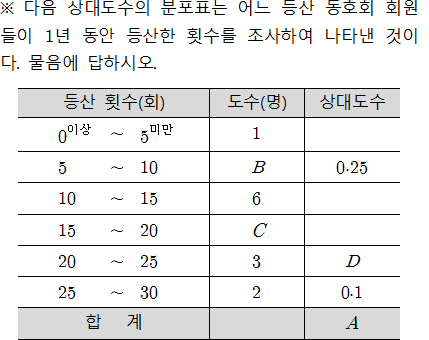 ※ 다음 상대도수의 분포표는 어느 등산 동호회 회원
들이 1년 동안 등산한 횟수를 조사하여 나타낸 것이
다. 물음에 답하시오.
등산 횟수(회) 도수(명) 상대도수
0이상 ~ 5미만 1
5 ~ 10 B 0.25
10 ~ 15 6
15 ~ 20 C
20 ~ 25 3 D
25 ~ 30 2 0.1
합 계 A